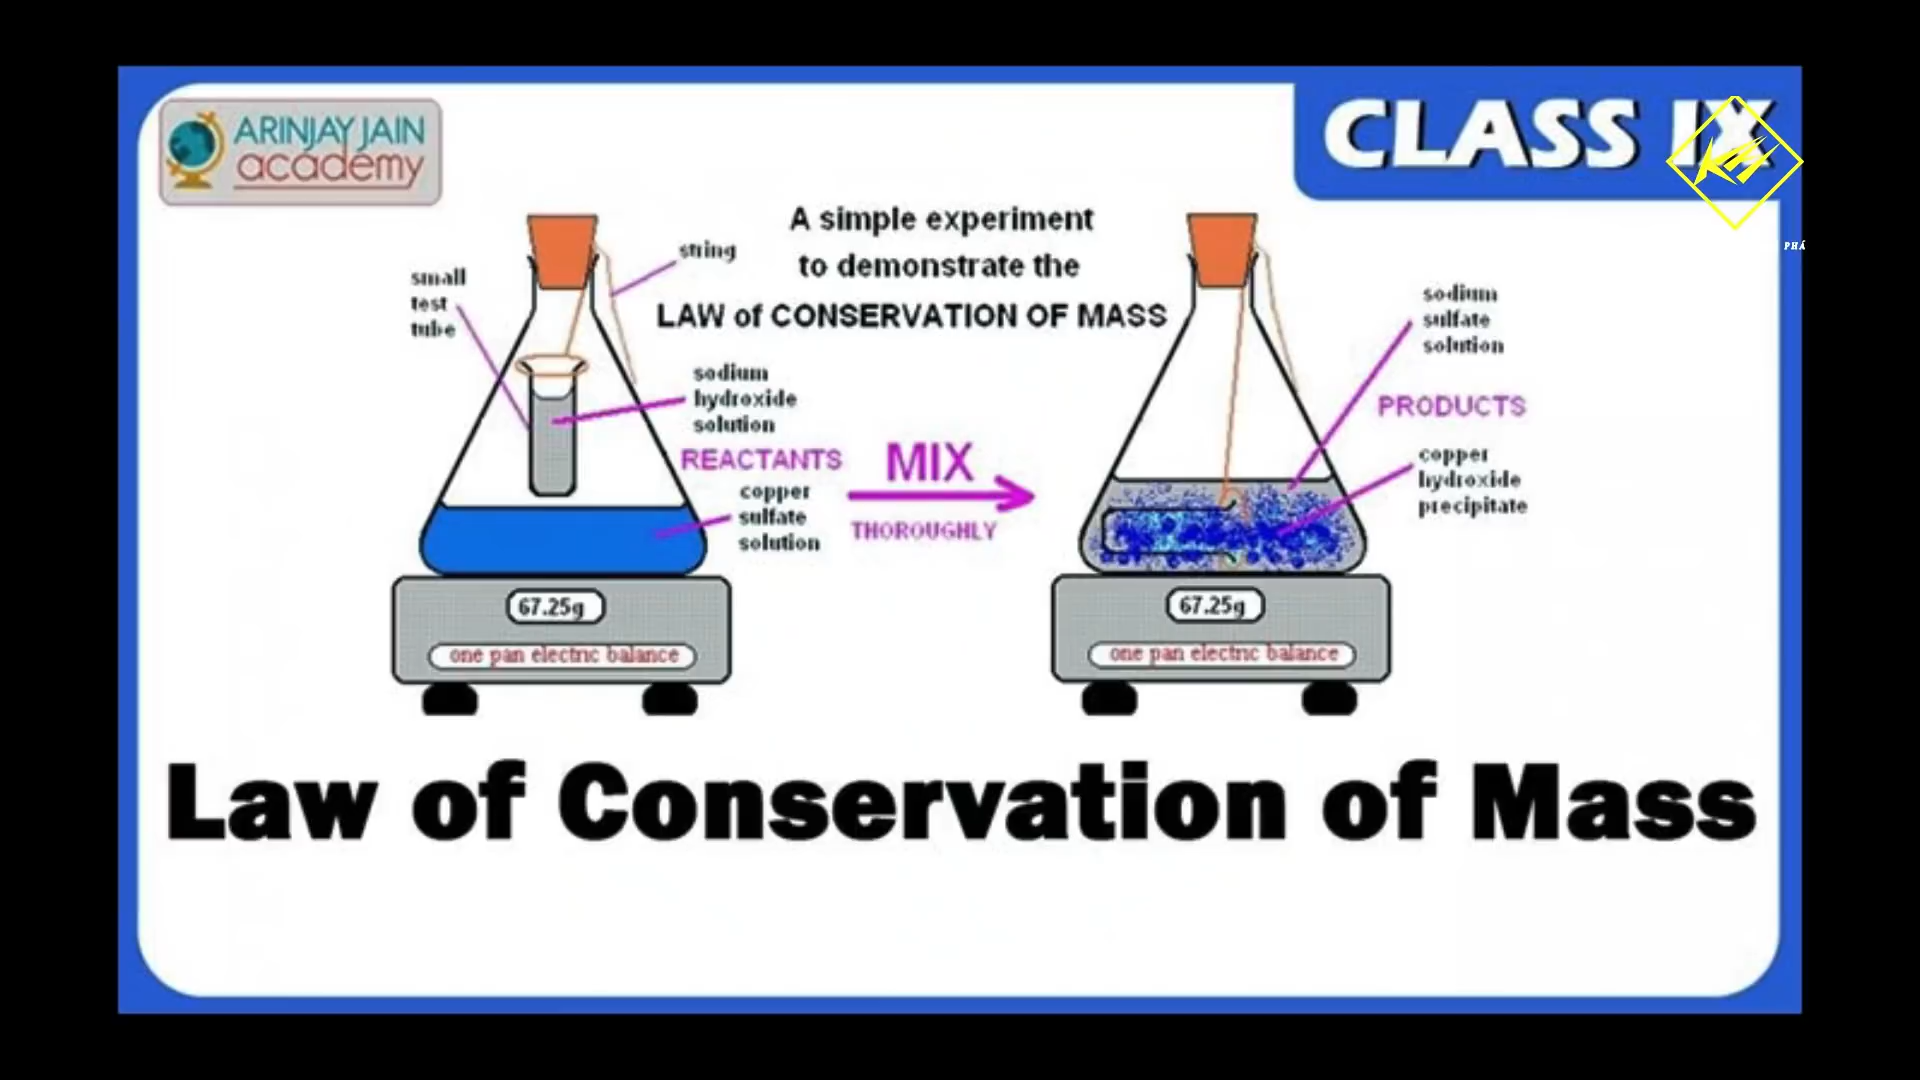 ARINJAY JAIN
academy
CLASS IX
PHÁ
A simple experiment
to demonstrate the
LAW of CONSERVATION OF MASS
small
test
tube
string
sodium
hydroxide
solution
REACTANTS
copper
sulfate
solution
MIX
THOROUGHLY
sodium
sulfate
solution
PRODUCTS
copper
hydroxide
precipitate
67.25g
one pan electric balance
67.25g
one pan electric balance
Law of Conservation of Mass